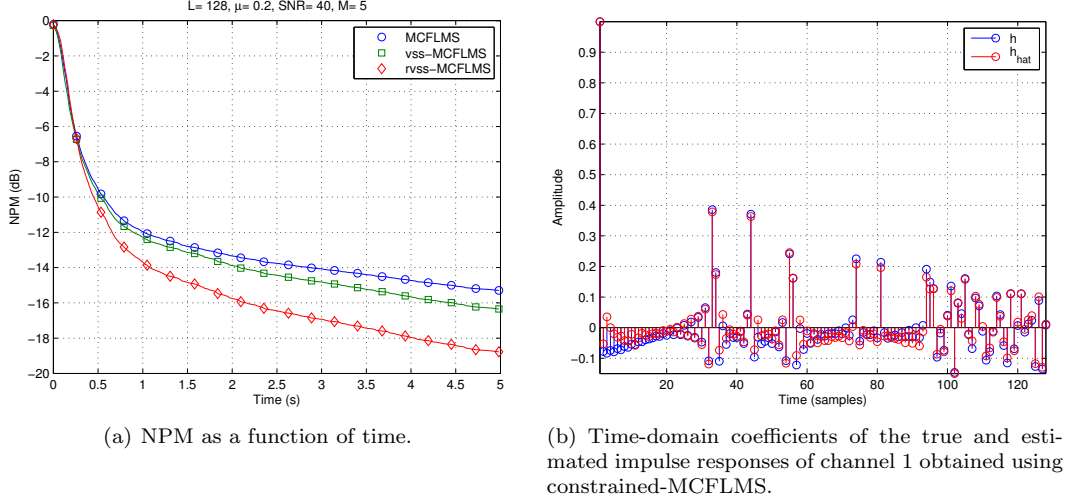 L= 128, μ= 0.2, SNR= 40, M= 5
MCFLMS
vss−MCFLMS
rvss−MCFLMS
NPM (dB)
0
−2
−4
−6
−8
−10
−12
−14
−16
−18
−20
0 0.5 1 1.5 2 2.5 3 3.5 4 4.5 5
Time (s)
(a) NPM as a function of time.
h
h_hat
Amplitude
0.9
0.8
0.7
0.6
0.5
0.4
0.3
0.2
0.1
0
−0.1
20 40 60 80 100 120
Time (samples)
(b) Time-domain coefficients of the true and esti-
mated impulse responses of channel 1 obtained using
constrained-MCFLMS.